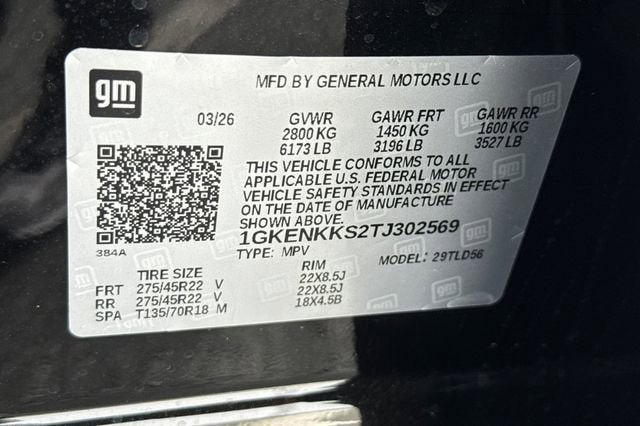 gm
MFD BY GENERAL MOTORS LLC
03/26 GVWR GAWR FRT GAWR RR
2800 KG 1450 KG 1600 KG
6173 LB 3196 LB 3527 LB
THIS VEHICLE CONFORMS TO ALL
APPLICABLE U.S. FEDERAL MOTOR
VEHICLE SAFETY STANDARDS IN EFFECT
ON THE DATE OF MANUFACTURE
SHOWN ABOVE.
1GKENKKS2TJ302569
384A
TYPE: MPV MODEL: 29TLD56
TIRE SIZE RIM
FRT 275/45R22 V 22X8.5J
RR 275/45R22 V 22X8.5J
SPA T135/70R18 M 18X4.5B